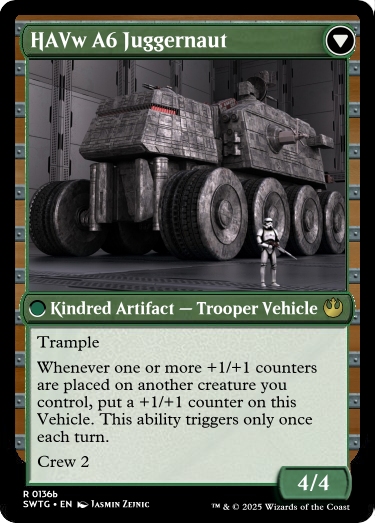 HAVw A6 Juggernaut
Kindred Artifact — Trooper Vehicle
Trample
Whenever one or more +1/+1 counters
are placed on another creature you
control, put a +1/+1 counter on this
Vehicle. This ability triggers only once
each turn.
Crew 2
4/4
R 0136b
SWTG • EN Jasmin Zejnic
™ & © 2025 Wizards of the Coast